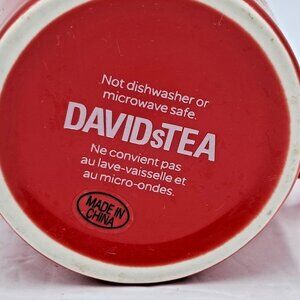 Not dishwasher or
microwave safe.
DAVIDsTEA
Ne convient pas
au lave-vaisselle et
au micro-ondes.
MADE IN
CHINA